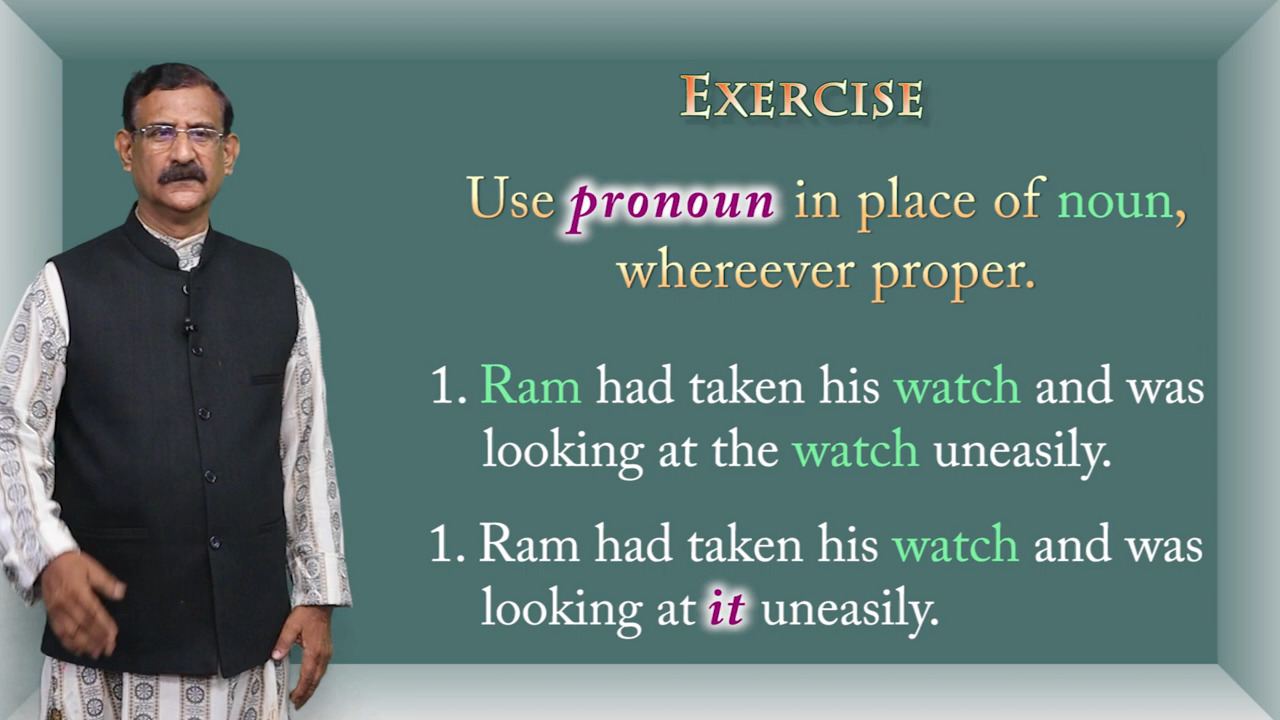 EXERCISE
Use pronoun in place of noun,
whereever proper.
1. Ram had taken his watch and was
looking at the watch uneasily.
1. Ram had taken his watch and was
looking at it uneasily.